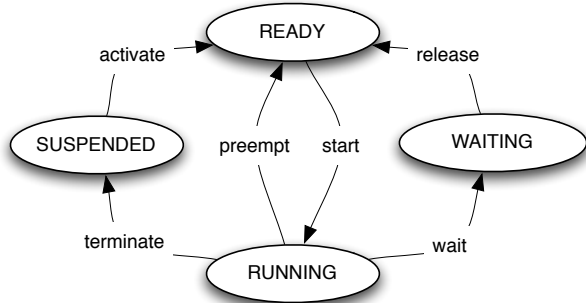 READY
activate
release
SUSPENDED
preempt
start
WAITING
terminate
wait
RUNNING